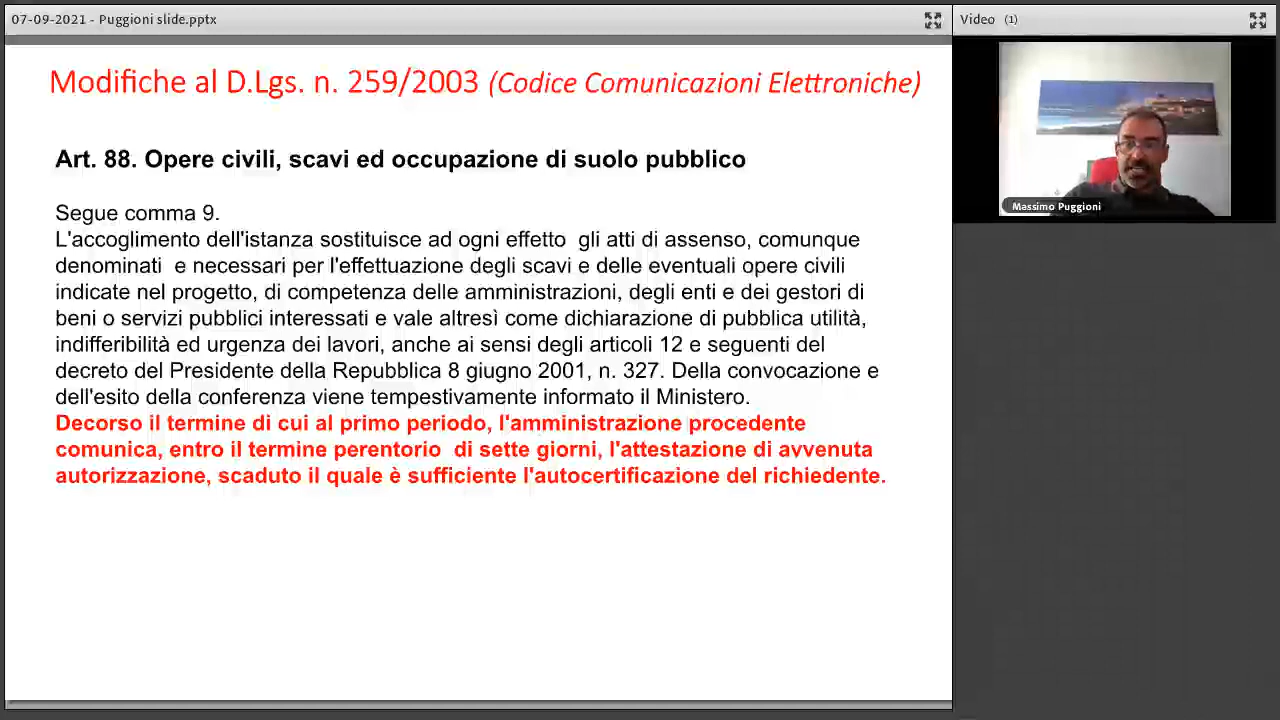 07-09-2021 - Puggioni slide.pptx
Video (1)
Modifiche al D.Lgs. n. 259/2003 (Codice Comunicazioni Elettroniche)
Massimo Puggioni
Art. 88. Opere civili, scavi ed occupazione di suolo pubblico
Segue comma 9.
L'accoglimento dell'istanza sostituisce ad ogni effetto  gli atti di assenso, comunque
denominati  e necessari per l'effettuazione degli scavi e delle eventuali opere civili
indicate nel progetto, di competenza delle amministrazioni, degli enti e dei gestori di
beni o servizi pubblici interessati e vale altresì come dichiarazione di pubblica utilità,
indifferibilità ed urgenza dei lavori, anche ai sensi degli articoli 12 e seguenti del
decreto del Presidente della Repubblica 8 giugno 2001, n. 327. Della convocazione e
dell'esito della conferenza viene tempestivamente informato il Ministero.
Decorso il termine di cui al primo periodo, l'amministrazione procedente
comunica, entro il termine perentorio  di sette giorni, l'attestazione di avvenuta
autorizzazione, scaduto il quale è sufficiente l'autocertificazione del richiedente.